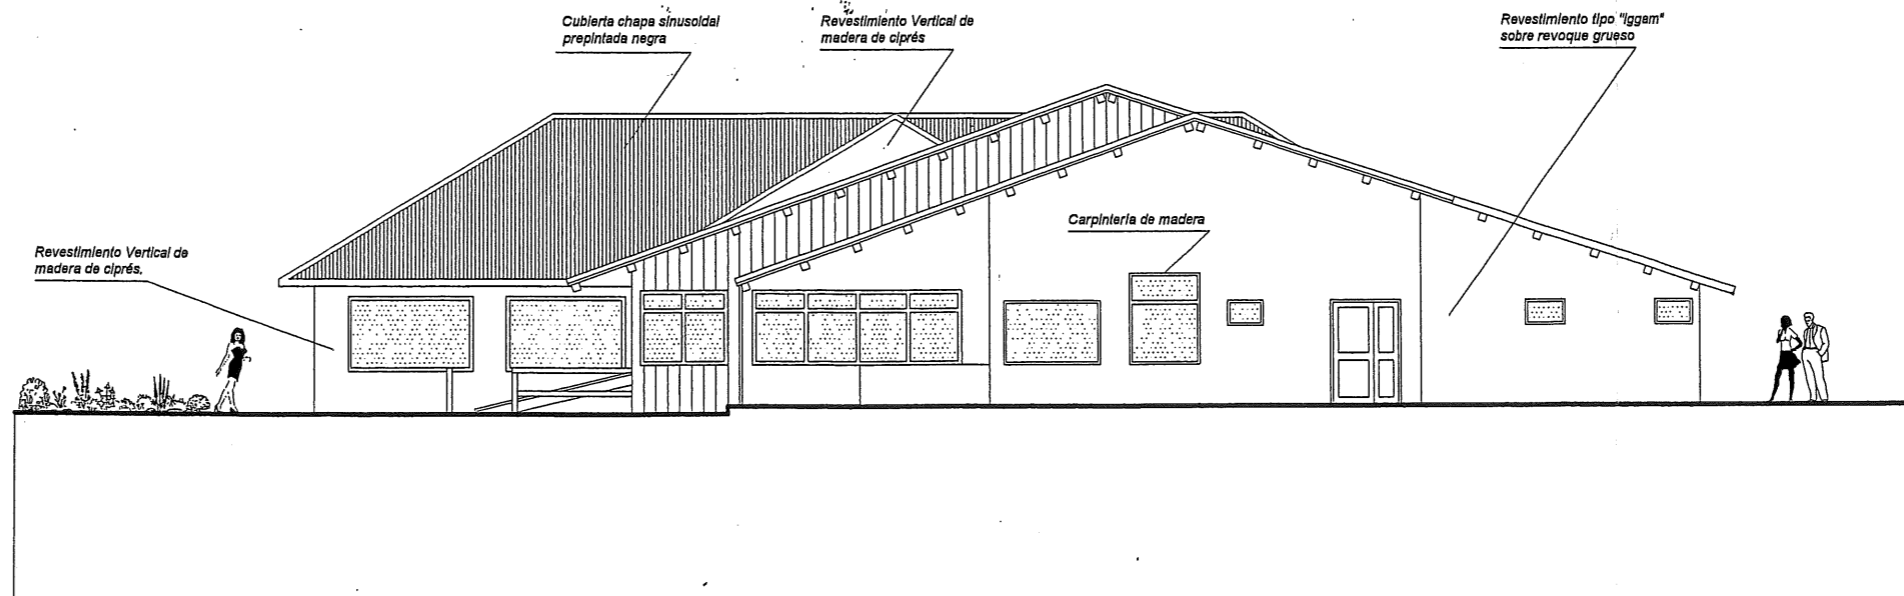 Cubierta chapa sinusoidal
prepintada negra
Revestimiento Vertical de
madera de ciprés
Revestimiento tipo "Iggam"
sobre revoque grueso
Carpinteria de madera
Revestimiento Vertical de
madera de ciprés.